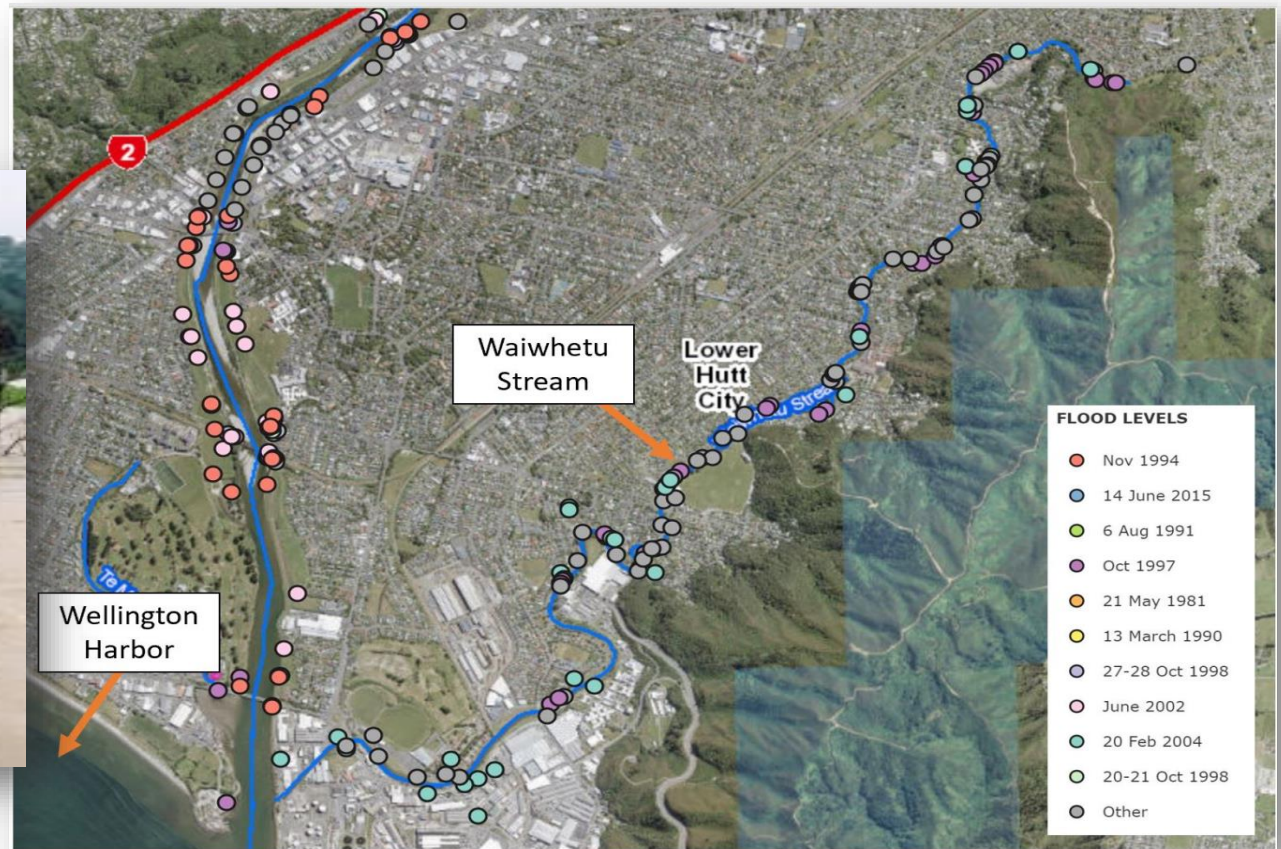 2
Waiwhetu
Stream
Lower
Hutt
City
Wellington
Harbor
FLOOD LEVELS
Nov 1994
14 June 2015
6 Aug 1991
Oct 1997
21 May 1981
13 March 1990
27-28 Oct 1998
June 2002
20 Feb 2004
20-21 Oct 1998
Other